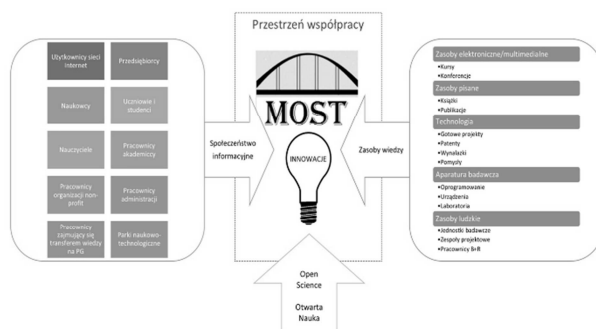 Przestrzeń współpracy
MOST
INNOWACJE
Użytkownicy sieci
internet
Przedsiębiorcy
Naukowcy
Uczniowie i
studenci
Nauczyciele
Pracownicy
akademiccy
Pracownicy
organizacji non-
profit
Pracownicy
administracji
Pracownicy
zajmujący się
transferem wiedzy
na PG
Parki naukowo-
technologiczne
Społeczeństwo
informacyjne
Zasoby wiedzy
Open
Science
Otwarta
Nauka
Zasoby elektroniczne/multimedialne
•Kursy
•Konferencje
Zasoby pisane
•Książki
•Publikacje
Technologia
•Gotowe projekty
•Patenty
•Wynalazki
•Pomysły
Aparatura badawcza
•Oprogramowanie
•Urządzenia
•Laboratoria
Zasoby ludzkie
•Jednostki badawcze
•Zespoły projektowe
•Pracownicy B+R